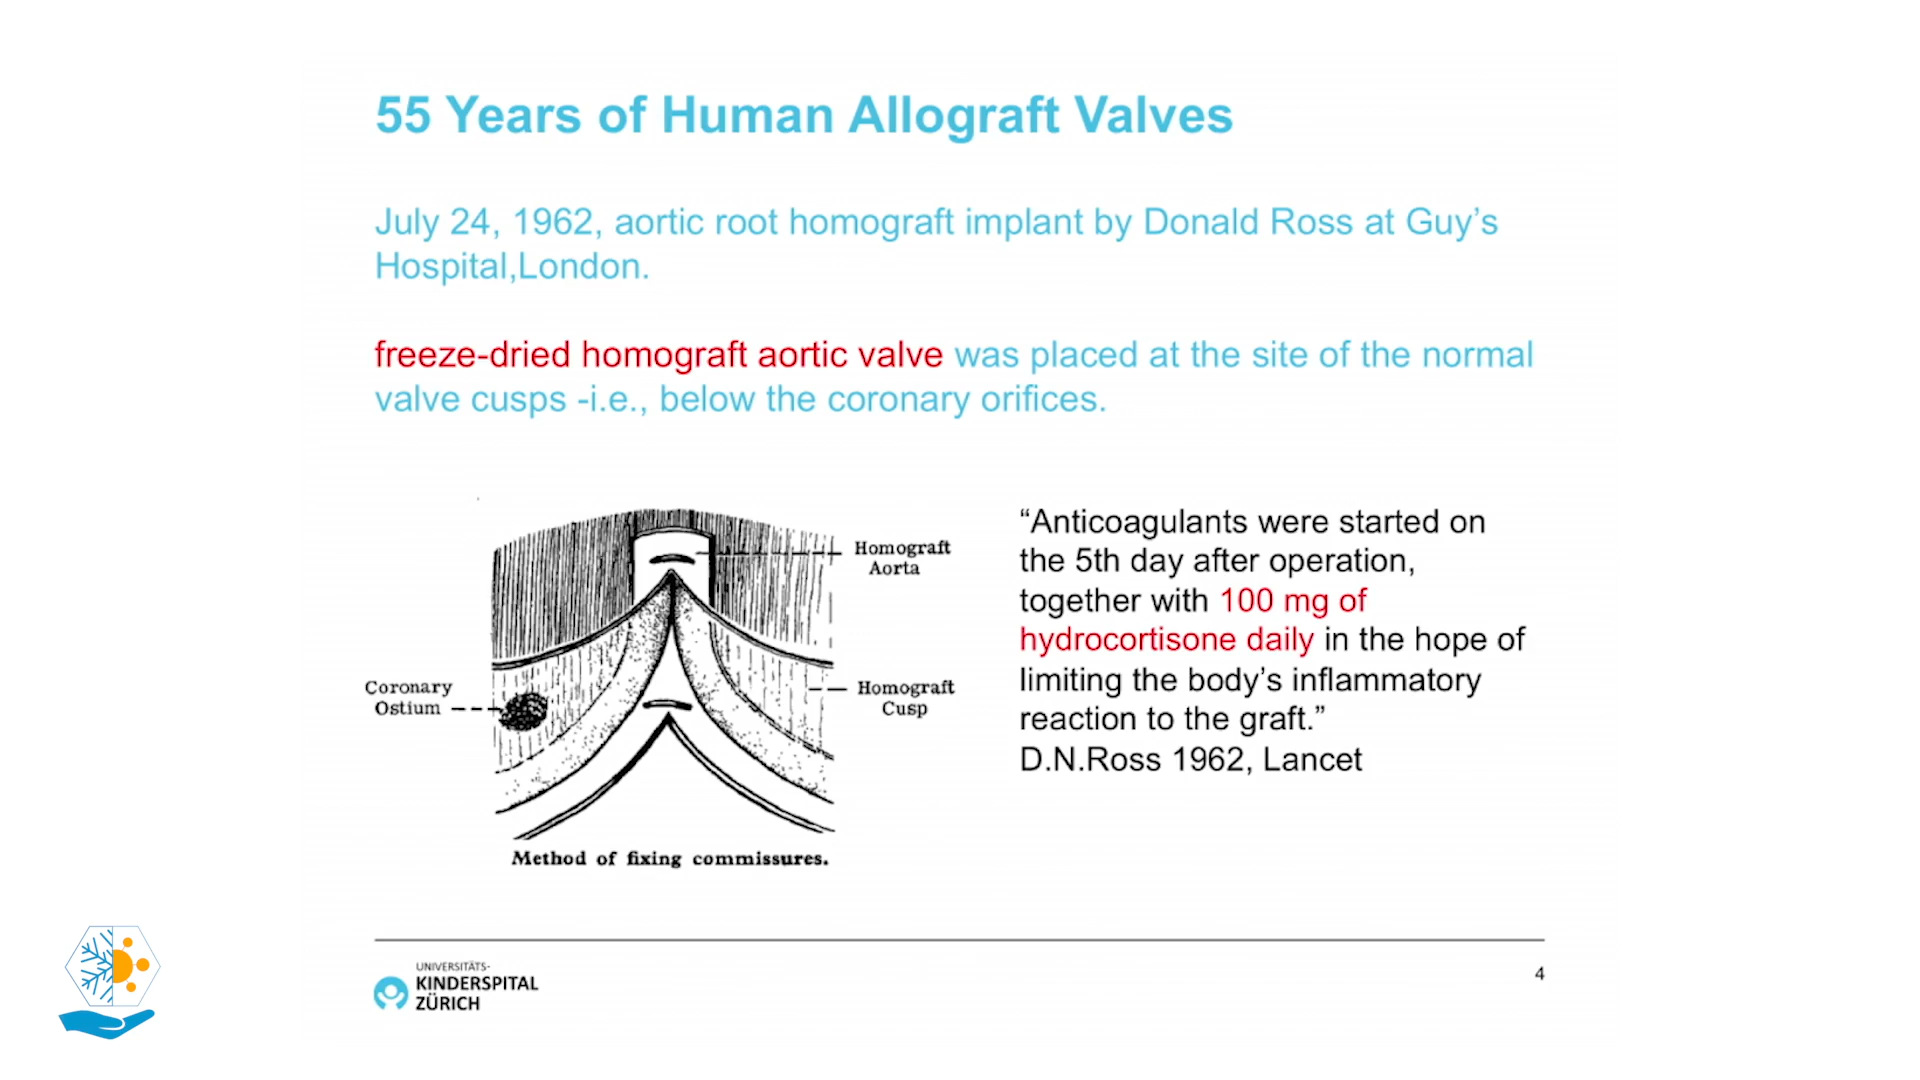 55 Years of Human Allograft Valves
July 24, 1962, aortic root homograft implant by Donald Ross at Guy's
Hospital,London.
freeze-dried homograft aortic valve was placed at the site of the normal
valve cusps -i.e., below the coronary orifices.
Homograft
Aorta
Coronary
Ostium
Homograft
Cusp
Method of fixing commissures.
“Anticoagulants were started on
the 5th day after operation,
together with 100 mg of
hydrocortisone daily in the hope of
limiting the body's inflammatory
reaction to the graft.”
D.N.Ross 1962, Lancet
UNIVERSITÄTS-
KINDERSPITAL
ZÜRICH
4